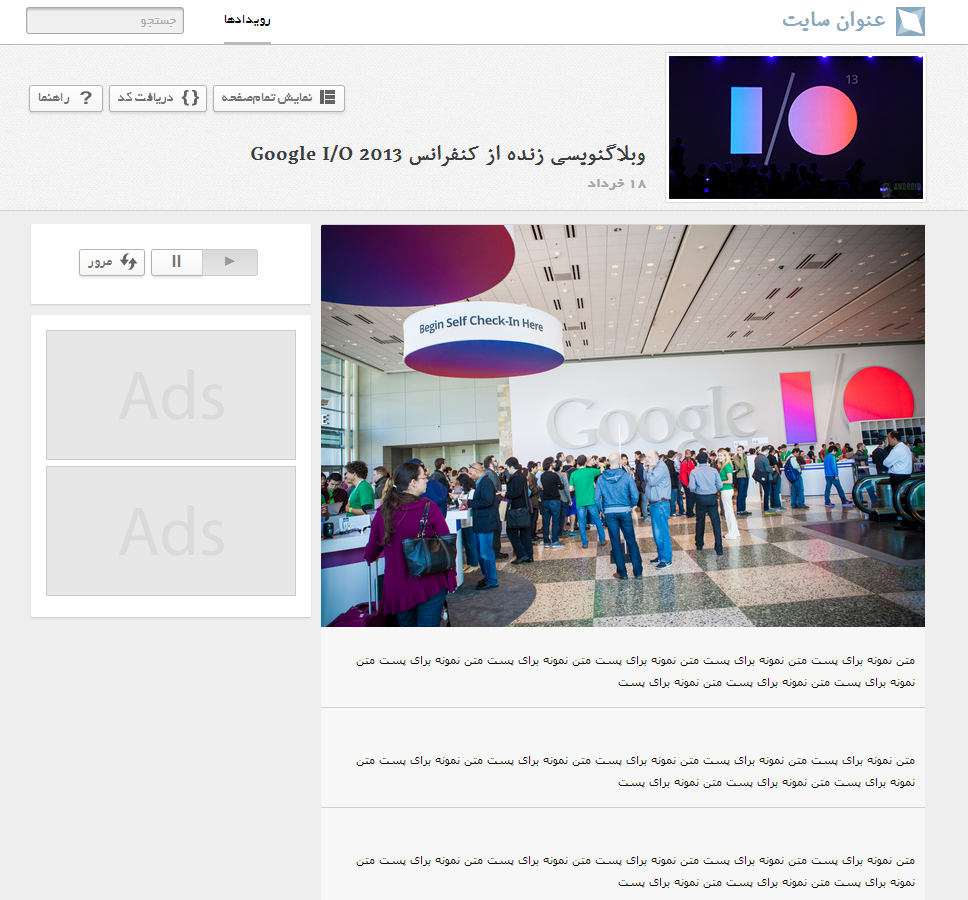 عنوان سایت
رویدادها
جستجو
13
I/O
ANDROID
نمایش تمام‌صفحه
{} دریافت کد
? راهنما
وبلاگنویسی زنده از کنفرانس Google I/O 2013
۱۸ خرداد
مرور
Begin Self Check-In Here
Google I/O
Ads
Ads
متن نمونه برای پست متن نمونه برای پست متن نمونه برای پست متن نمونه برای پست متن نمونه برای پست متن
نمونه برای پست متن نمونه برای پست متن نمونه برای پست
متن نمونه برای پست متن نمونه برای پست متن نمونه برای پست متن نمونه برای پست متن نمونه برای پست متن
نمونه برای پست متن نمونه برای پست متن نمونه برای پست
متن نمونه برای پست متن نمونه برای پست متن نمونه برای پست متن نمونه برای پست متن نمونه برای پست متن
نمونه برای پست متن نمونه برای پست متن نمونه برای پست